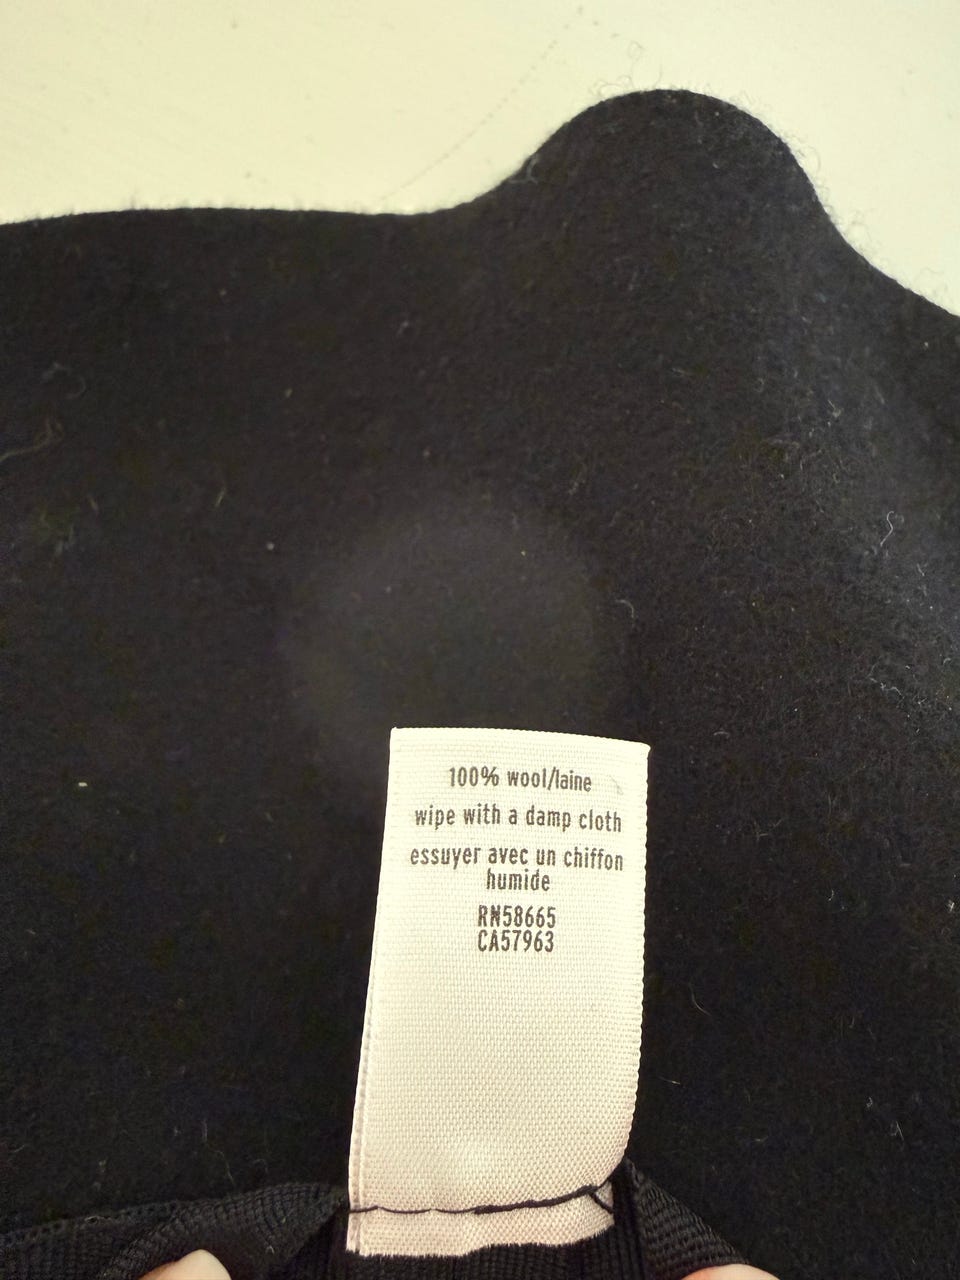 100% wool/laine
wipe with a damp cloth
essuyer avec un chiffon
humide
RN58665
CA57963